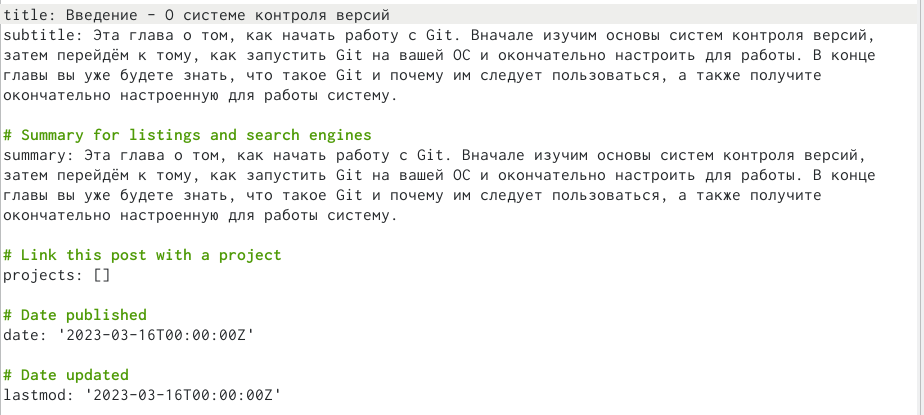 title: Введение - О системе контроля версий
subtitle: Эта глава о том, как начать работу с Git. Вначале изучим основы систем контроля версий,
затем перейдём к тому, как запустить Git на вашей ОС и окончательно настроить для работы. В конце
главы вы уже будете знать, что такое Git и почему им следует пользоваться, а также получите
окончательно настроенную для работы систему.
# Summary for listings and search engines
summary: Эта глава о том, как начать работу с Git. Вначале изучим основы систем контроля версий,
затем перейдём к тому, как запустить Git на вашей ОС и окончательно настроить для работы. В конце
главы вы уже будете знать, что такое Git и почему им следует пользоваться, а также получите
окончательно настроенную для работы систему.
# Link this post with a project
projects: []
# Date published
date: '2023-03-16T00:00:00Z'
# Date updated
lastmod: '2023-03-16T00:00:00Z'